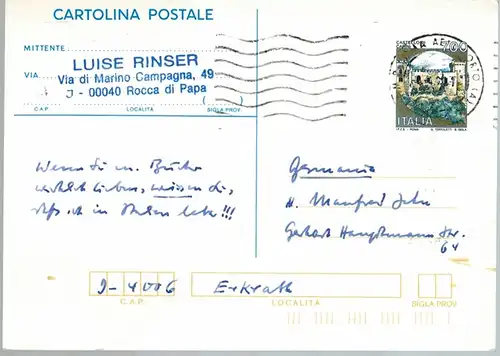 CARTOLINA POSTALE
MITTENTE
LUISE RINSER
VIA
Via di Marino Campagna, 49
I - 00040 Rocca di Papa
C.A.P. LOCALITÀ SIGLA PROV.
ITALIA
Wenn Sie m. Bücher
wirklich lieben, wissen Sie,
daß ich in Italien lebe!!!
Germania
H. Manfred
Gerhart Hauptmann Str.
64
D-4006 Erkrath
C.A.P. LOCALITÀ SIGLA PROV.